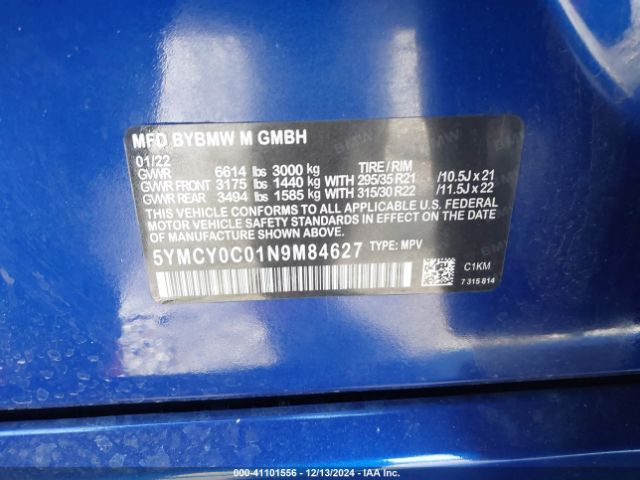 MFD BYBMW M GMBH
01/22
GVWR 6614 lbs 3000 kg TIRE / RIM
GVWR FRONT 3175 lbs 1440 kg WITH 295/35 R21 /10.5J x 21
GVWR REAR 3494 lbs 1585 kg WITH 315/30 R22 /11.5J x 22
THIS VEHICLE CONFORMS TO ALL APPLICABLE FEDERAL
MOTOR VEHICLE SAFETY STANDARDS IN EFFECT ON THE DATE OF
MANUFACTURE SHOWN ABOVE.
5YMCY0C01N9M84627 TYPE: MPV
C1KM
7 315 814
000-41101556 - 12/13/2024 - IAA Inc.